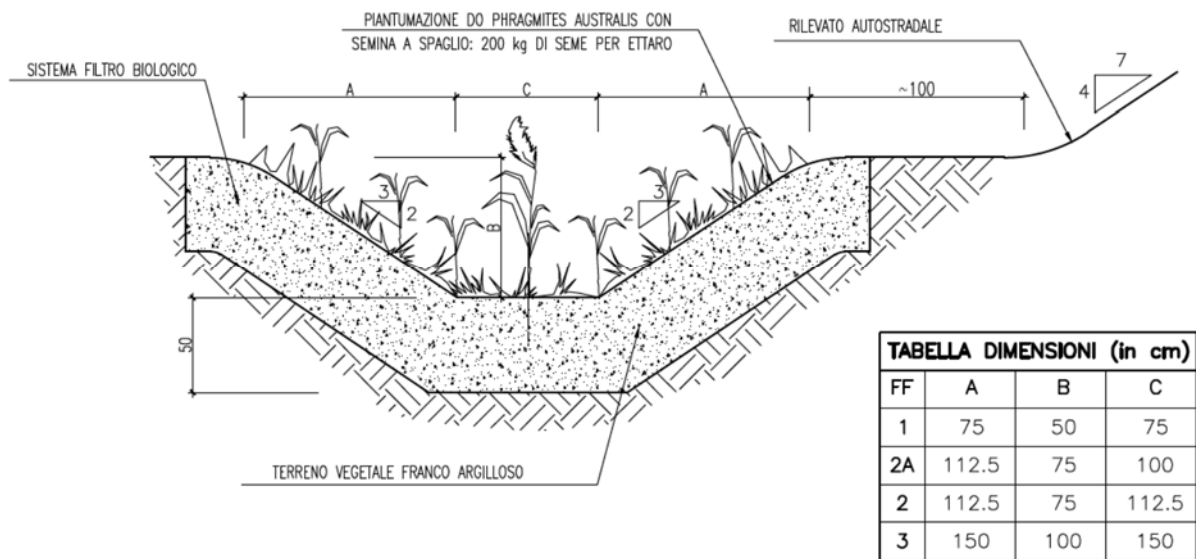 PIANTUMAZIONE DO PHRAGMITES AUSTRALIS CON
SEMINA A SPAGLIO: 200 kg DI SEME PER ETTARO
RILEVATO AUTOSTRADALE
SISTEMA FILTRO BIOLOGICO
A
C
A
~100
7
4
3
2
3
2
B
50
TERRENO VEGETALE FRANCO ARGILLOSO
TABELLA DIMENSIONI (in cm)
FF A B C
1 75 50 75
2A 112.5 75 100
2 112.5 75 112.5
3 150 100 150